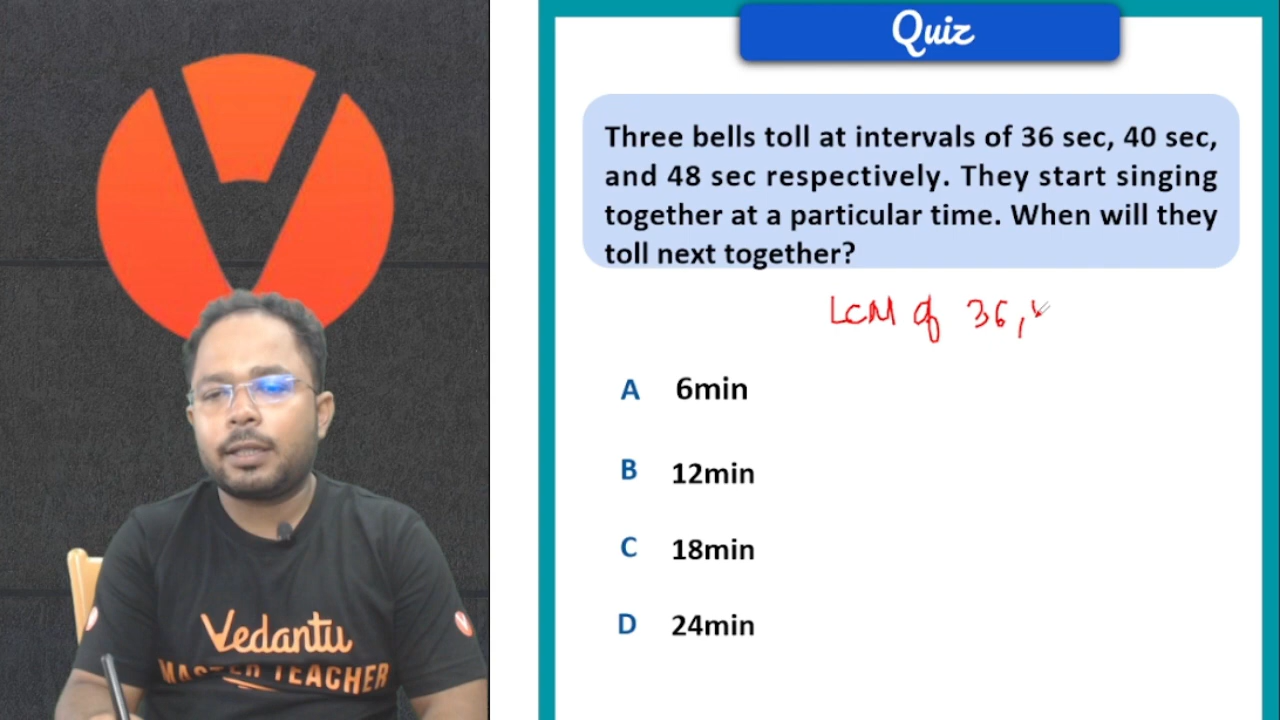 Quiz
Three bells toll at intervals of 36 sec, 40 sec,
and 48 sec respectively. They start singing
together at a particular time. When will they
toll next together?
LCM of 36,
A 6min
B 12min
C 18min
D 24min
Vedantu
MASTER TEACHER